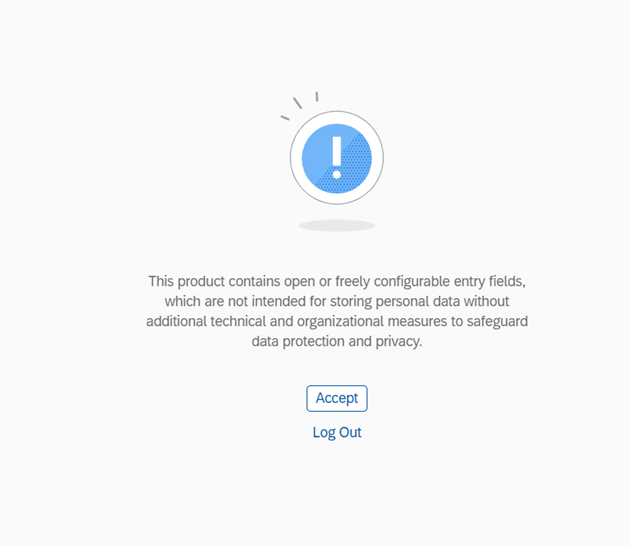 This product contains open or freely configurable entry fields,
which are not intended for storing personal data without
additional technical and organizational measures to safeguard
data protection and privacy.
Accept
Log Out